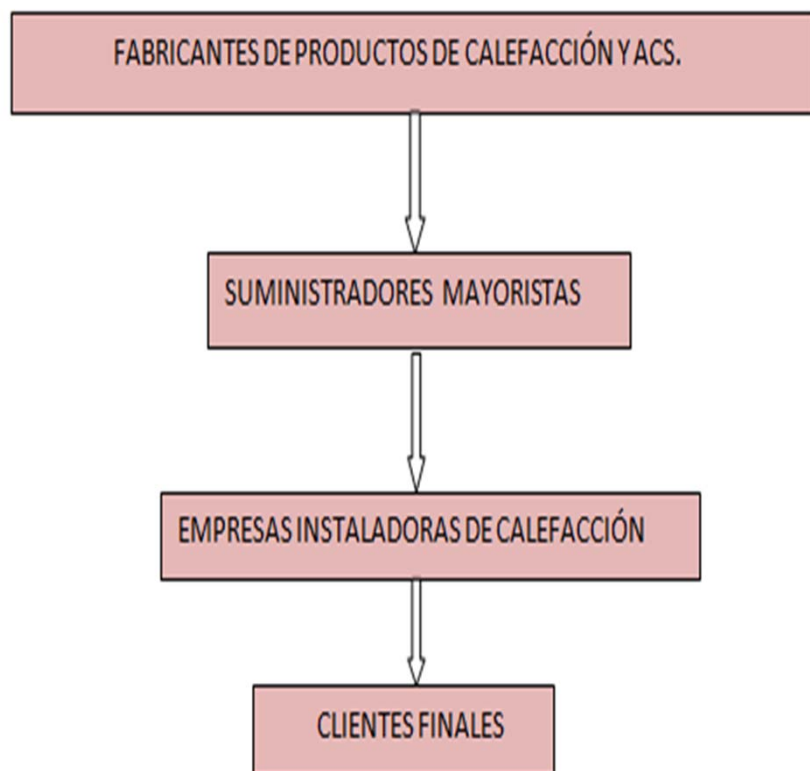 FABRICANTES DE PRODUCTOS DE CALEFACCIÓN Y ACS.
SUMINISTRADORES MAYORISTAS
EMPRESAS INSTALADORAS DE CALEFACCIÓN
CLIENTES FINALES